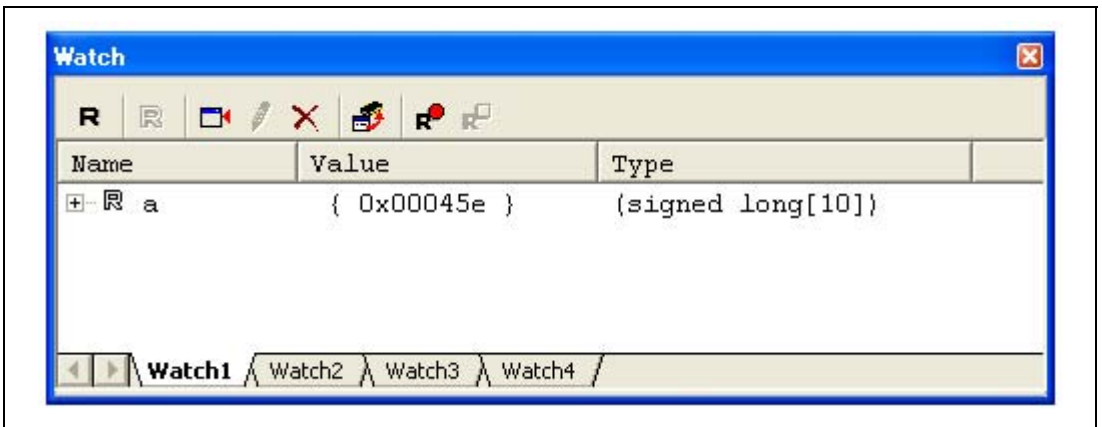 Watch
R R R R
Name Value Type
R a { 0x00045e } (signed long[10])
Watch1 Watch2 Watch3 Watch4